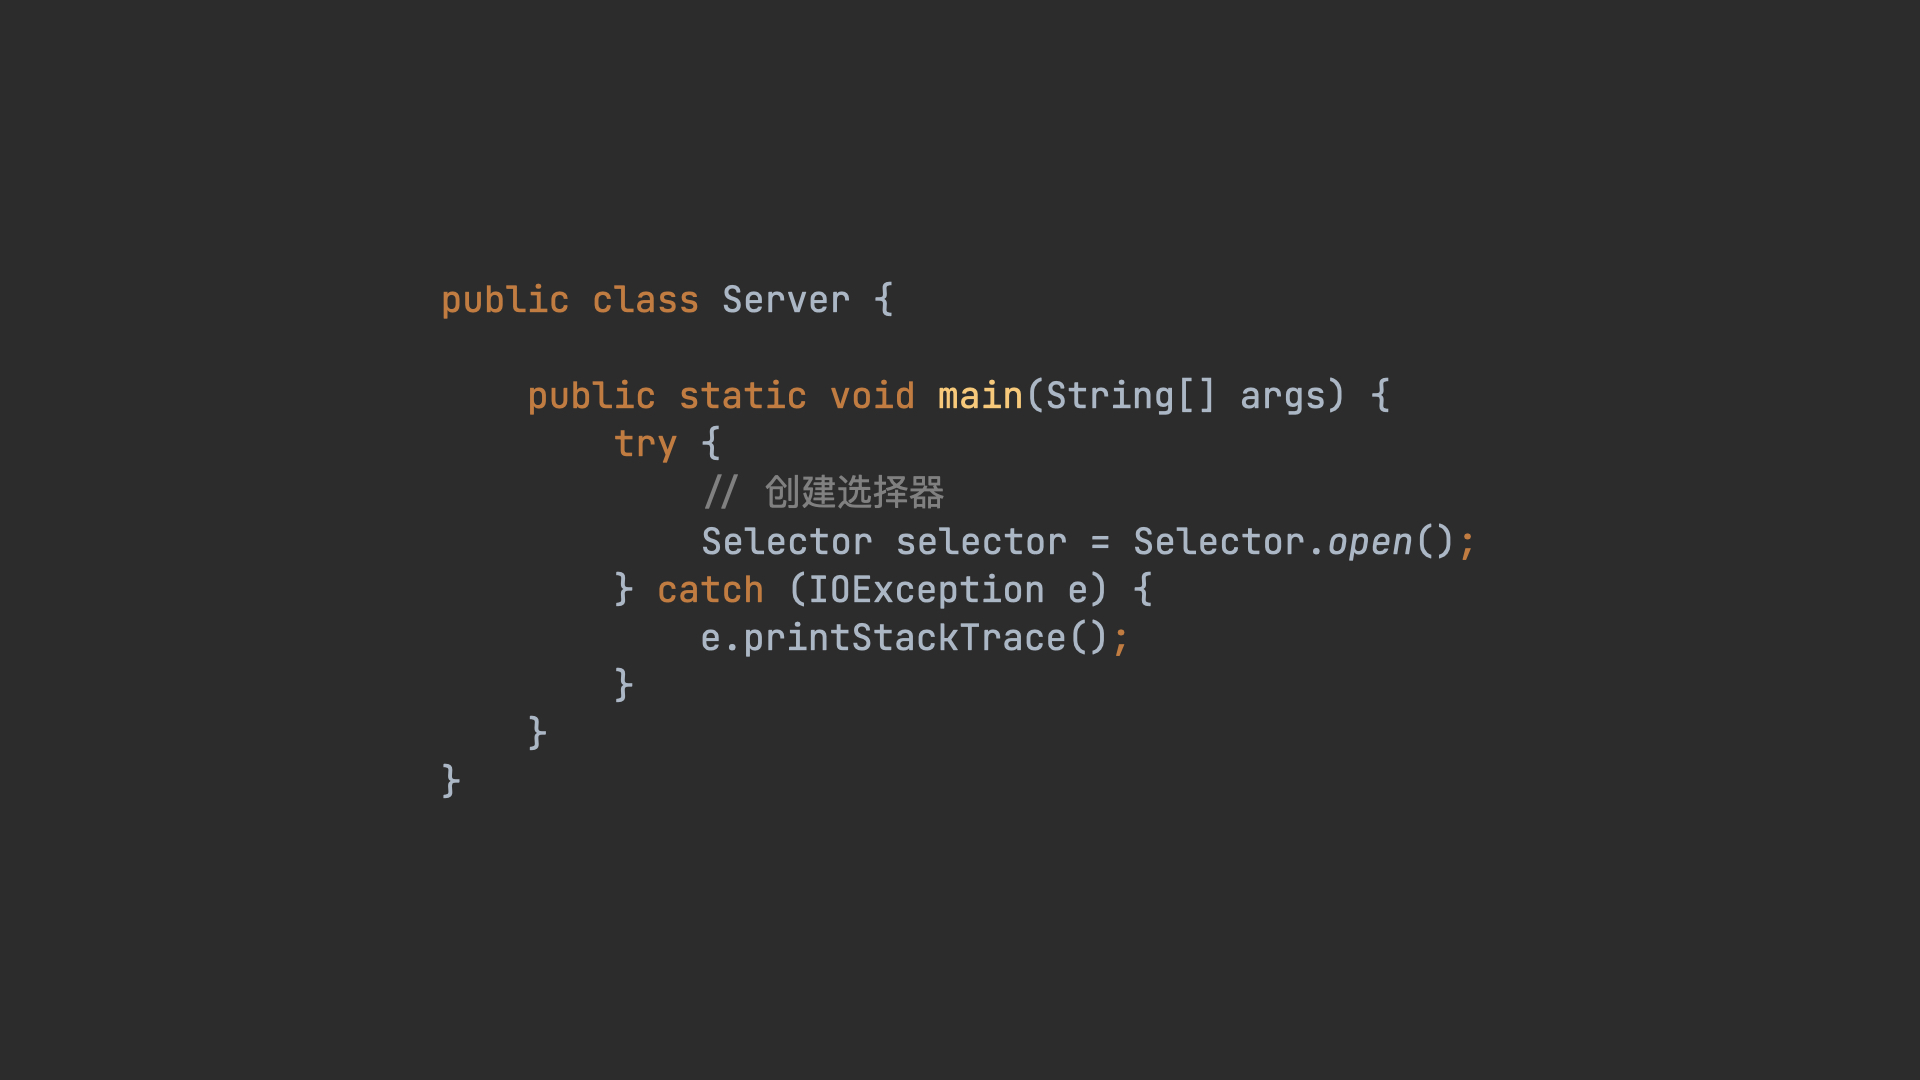 public class Server {
    public static void main(String[] args) {
        try {
            // 创建选择器
            Selector selector = Selector.open();
        } catch (IOException e) {
            e.printStackTrace();
        }
    }
}